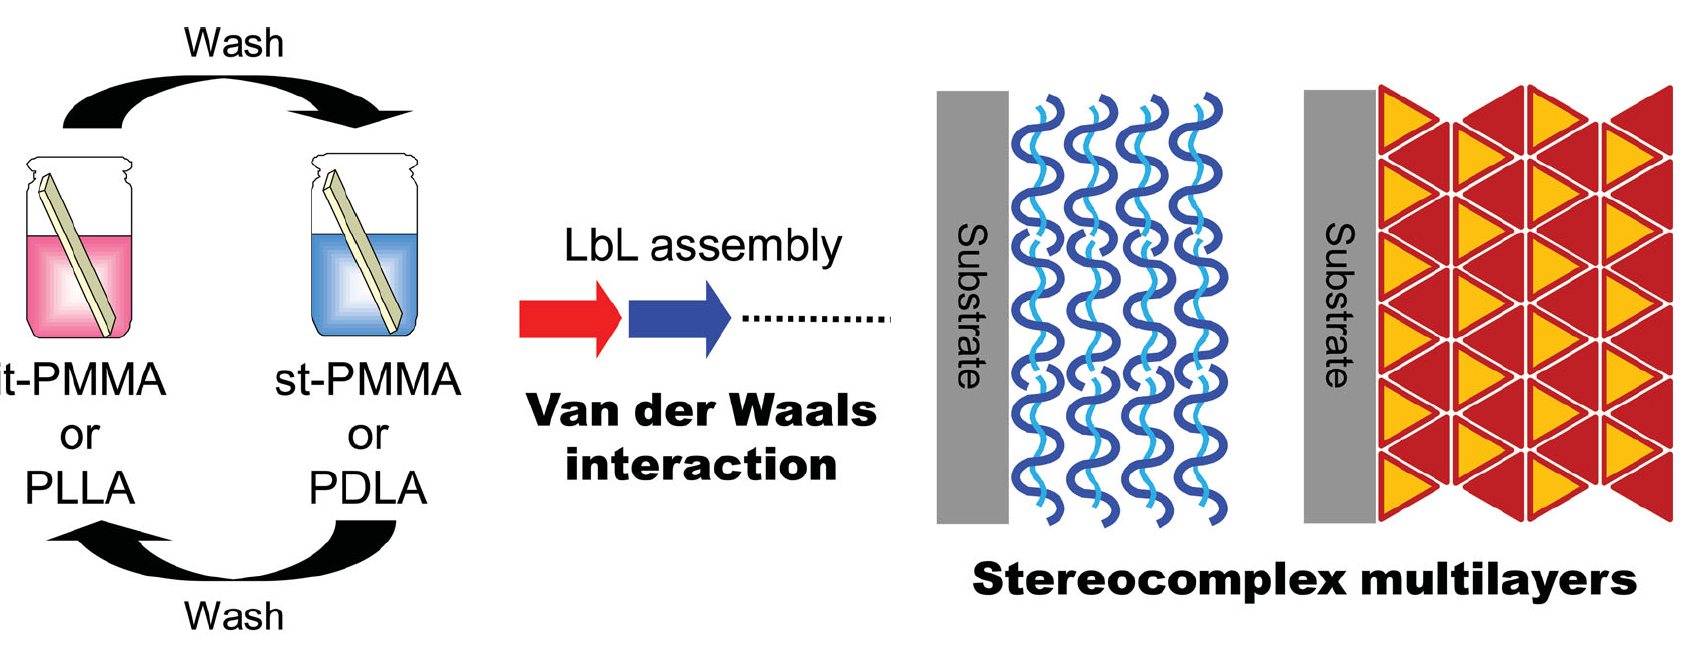 Wash
it-PMMA
or
PLLA
st-PMMA
or
PDLA
Wash
LbL assembly
Van der Waals
interaction
Substrate
Substrate
Stereocomplex multilayers